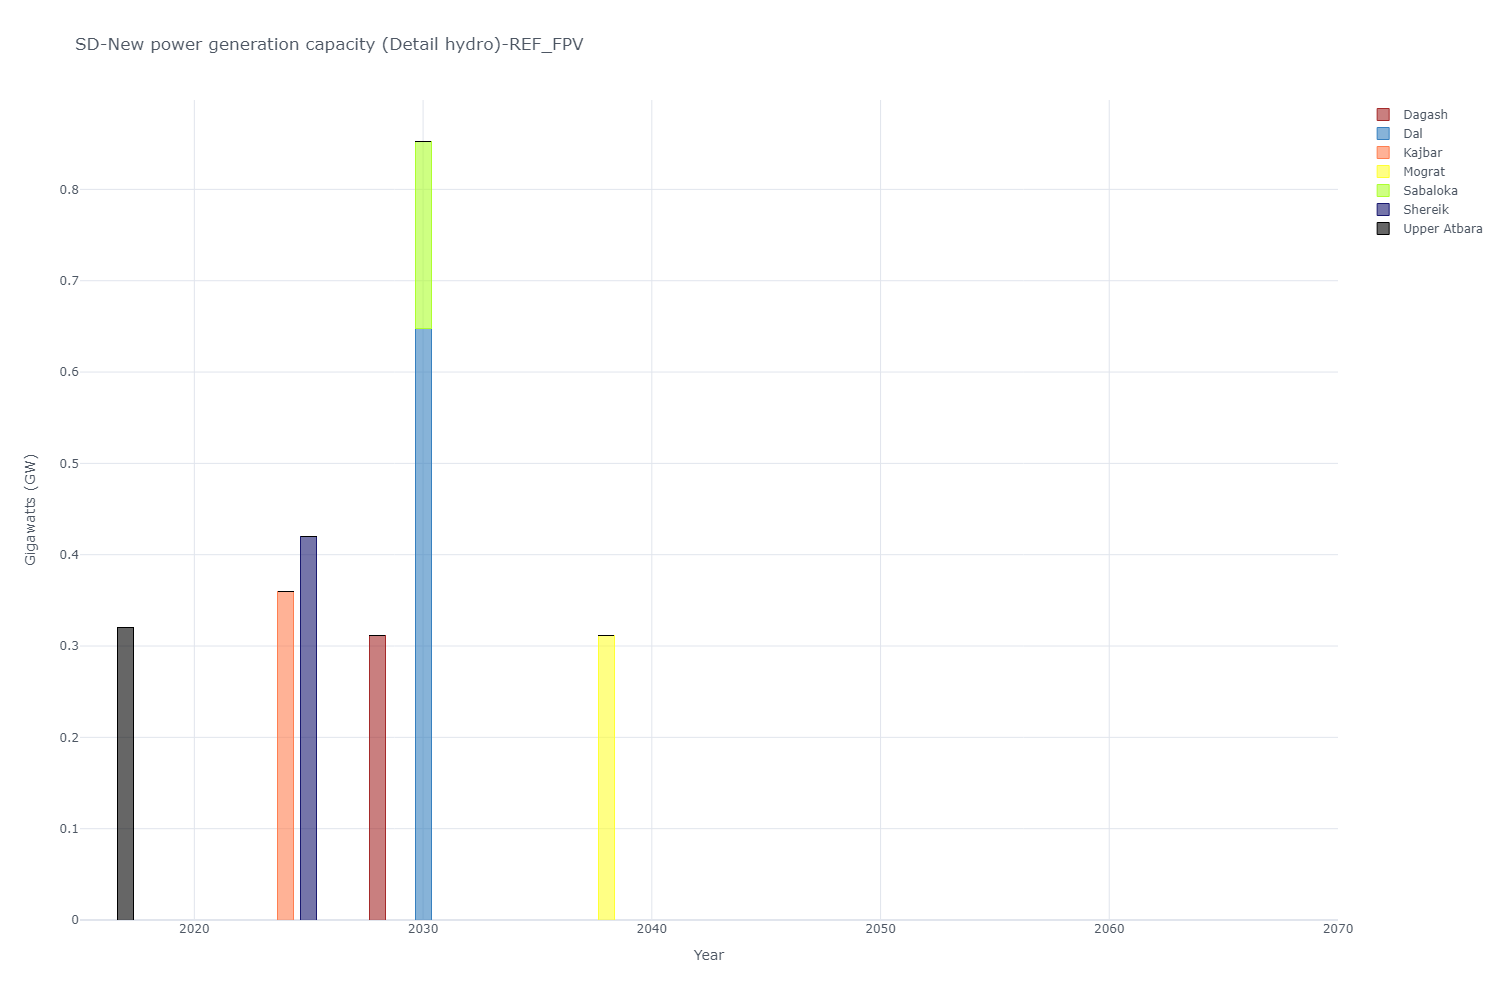 SD-New power generation capacity (Detail hydro)-REF_FPV
Dagash
Dal
Kajbar
Mograt
Sabaloka
Shereik
Upper Atbara
Gigawatts (GW)
0.8
0.7
0.6
0.5
0.4
0.3
0.2
0.1
0
2020
2030
2040
2050
2060
2070
Year